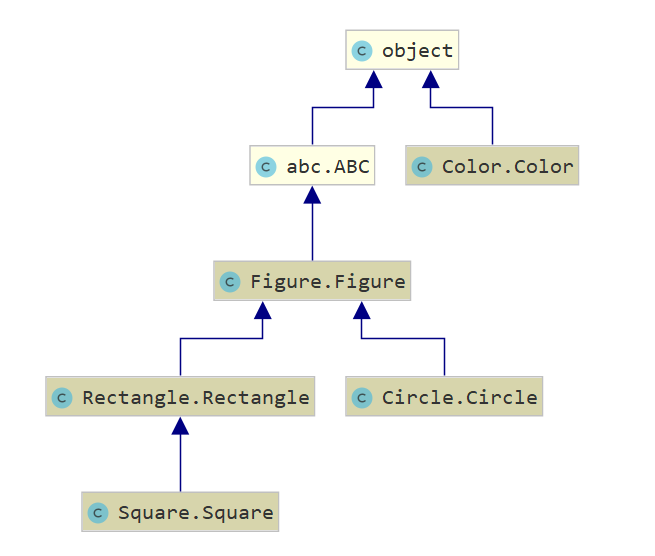 C object
C abc.ABC
C Color.Color
C Figure.Figure
C Rectangle.Rectangle
C Circle.Circle
C Square.Square